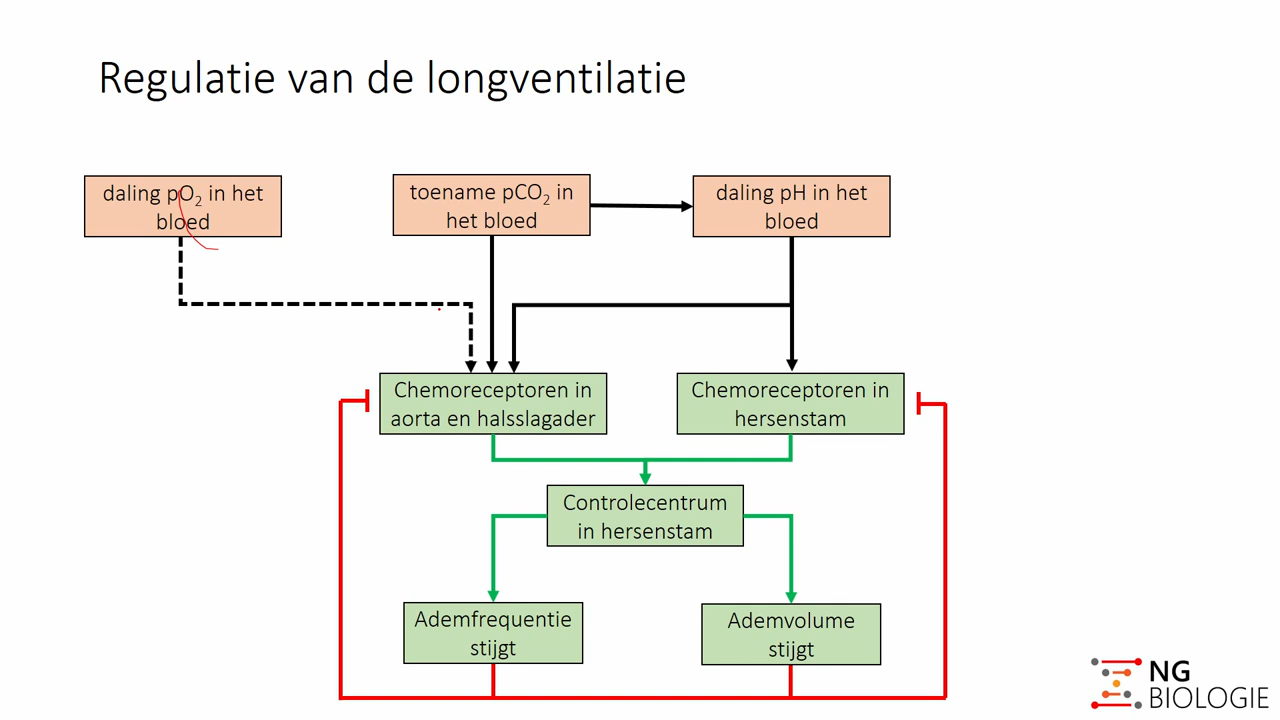 Regulatie van de longventilatie
daling pO₂ in het
bloed
toename pCO₂ in
het bloed
daling pH in het
bloed
Chemoreceptoren in
aorta en halsslagader
Chemoreceptoren in
hersenstam
Controlecentrum
in hersenstam
Ademfrequentie
stijgt
Ademvolume
stijgt
NG
BIOLOGIE